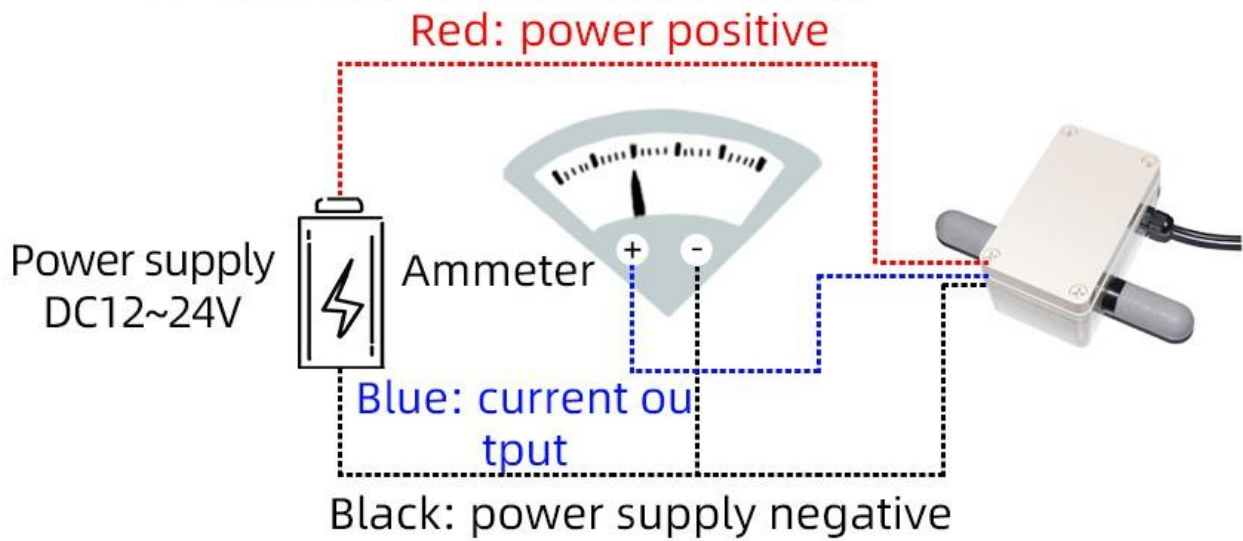 Red: power positive
Power supply
DC12~24V
Ammeter
+ -
Blue: current ou
tput
Black: power supply negative